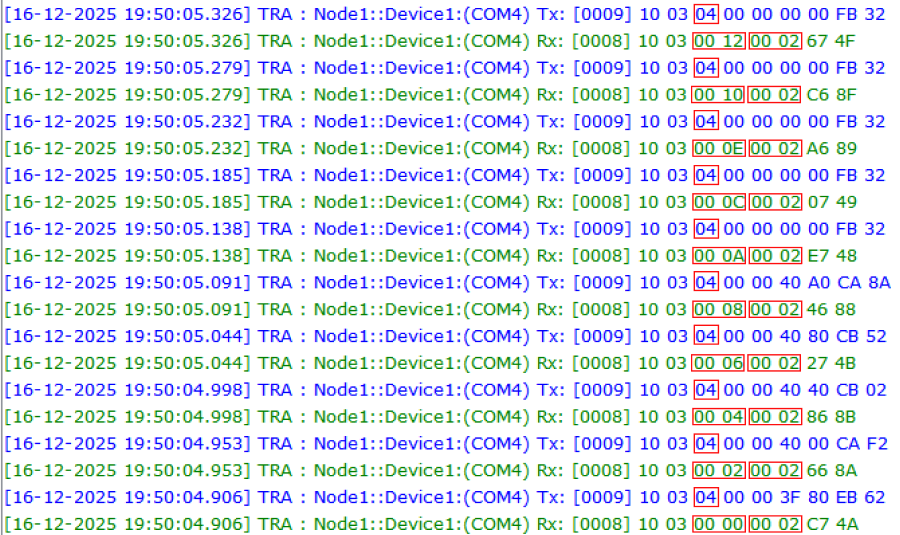 [16-12-2025 19:50:05.326] TRA : Node1::Device1:(COM4) Tx: [0009] 10 03 04 00 00 00 00 FB 32
[16-12-2025 19:50:05.326] TRA : Node1::Device1:(COM4) Rx: [0008] 10 03 00 12 00 02 67 4F
[16-12-2025 19:50:05.279] TRA : Node1::Device1:(COM4) Tx: [0009] 10 03 04 00 00 00 00 FB 32
[16-12-2025 19:50:05.279] TRA : Node1::Device1:(COM4) Rx: [0008] 10 03 00 10 00 02 C6 8F
[16-12-2025 19:50:05.232] TRA : Node1::Device1:(COM4) Tx: [0009] 10 03 04 00 00 00 00 FB 32
[16-12-2025 19:50:05.232] TRA : Node1::Device1:(COM4) Rx: [0008] 10 03 00 0E 00 02 A6 89
[16-12-2025 19:50:05.185] TRA : Node1::Device1:(COM4) Tx: [0009] 10 03 04 00 00 00 00 FB 32
[16-12-2025 19:50:05.185] TRA : Node1::Device1:(COM4) Rx: [0008] 10 03 00 0C 00 02 07 49
[16-12-2025 19:50:05.138] TRA : Node1::Device1:(COM4) Tx: [0009] 10 03 04 00 00 00 00 FB 32
[16-12-2025 19:50:05.138] TRA : Node1::Device1:(COM4) Rx: [0008] 10 03 00 0A 00 02 E7 48
[16-12-2025 19:50:05.091] TRA : Node1::Device1:(COM4) Tx: [0009] 10 03 04 00 00 40 A0 CA 8A
[16-12-2025 19:50:05.091] TRA : Node1::Device1:(COM4) Rx: [0008] 10 03 00 08 00 02 46 88
[16-12-2025 19:50:05.044] TRA : Node1::Device1:(COM4) Tx: [0009] 10 03 04 00 00 40 80 CB 52
[16-12-2025 19:50:05.044] TRA : Node1::Device1:(COM4) Rx: [0008] 10 03 00 06 00 02 27 4B
[16-12-2025 19:50:04.998] TRA : Node1::Device1:(COM4) Tx: [0009] 10 03 04 00 00 40 40 CB 02
[16-12-2025 19:50:04.998] TRA : Node1::Device1:(COM4) Rx: [0008] 10 03 00 04 00 02 86 8B
[16-12-2025 19:50:04.953] TRA : Node1::Device1:(COM4) Tx: [0009] 10 03 04 00 00 40 00 CA F2
[16-12-2025 19:50:04.953] TRA : Node1::Device1:(COM4) Rx: [0008] 10 03 00 02 00 02 66 8A
[16-12-2025 19:50:04.906] TRA : Node1::Device1:(COM4) Tx: [0009] 10 03 04 00 00 3F 80 EB 62
[16-12-2025 19:50:04.906] TRA : Node1::Device1:(COM4) Rx: [0008] 10 03 00 00 00 02 C7 4A